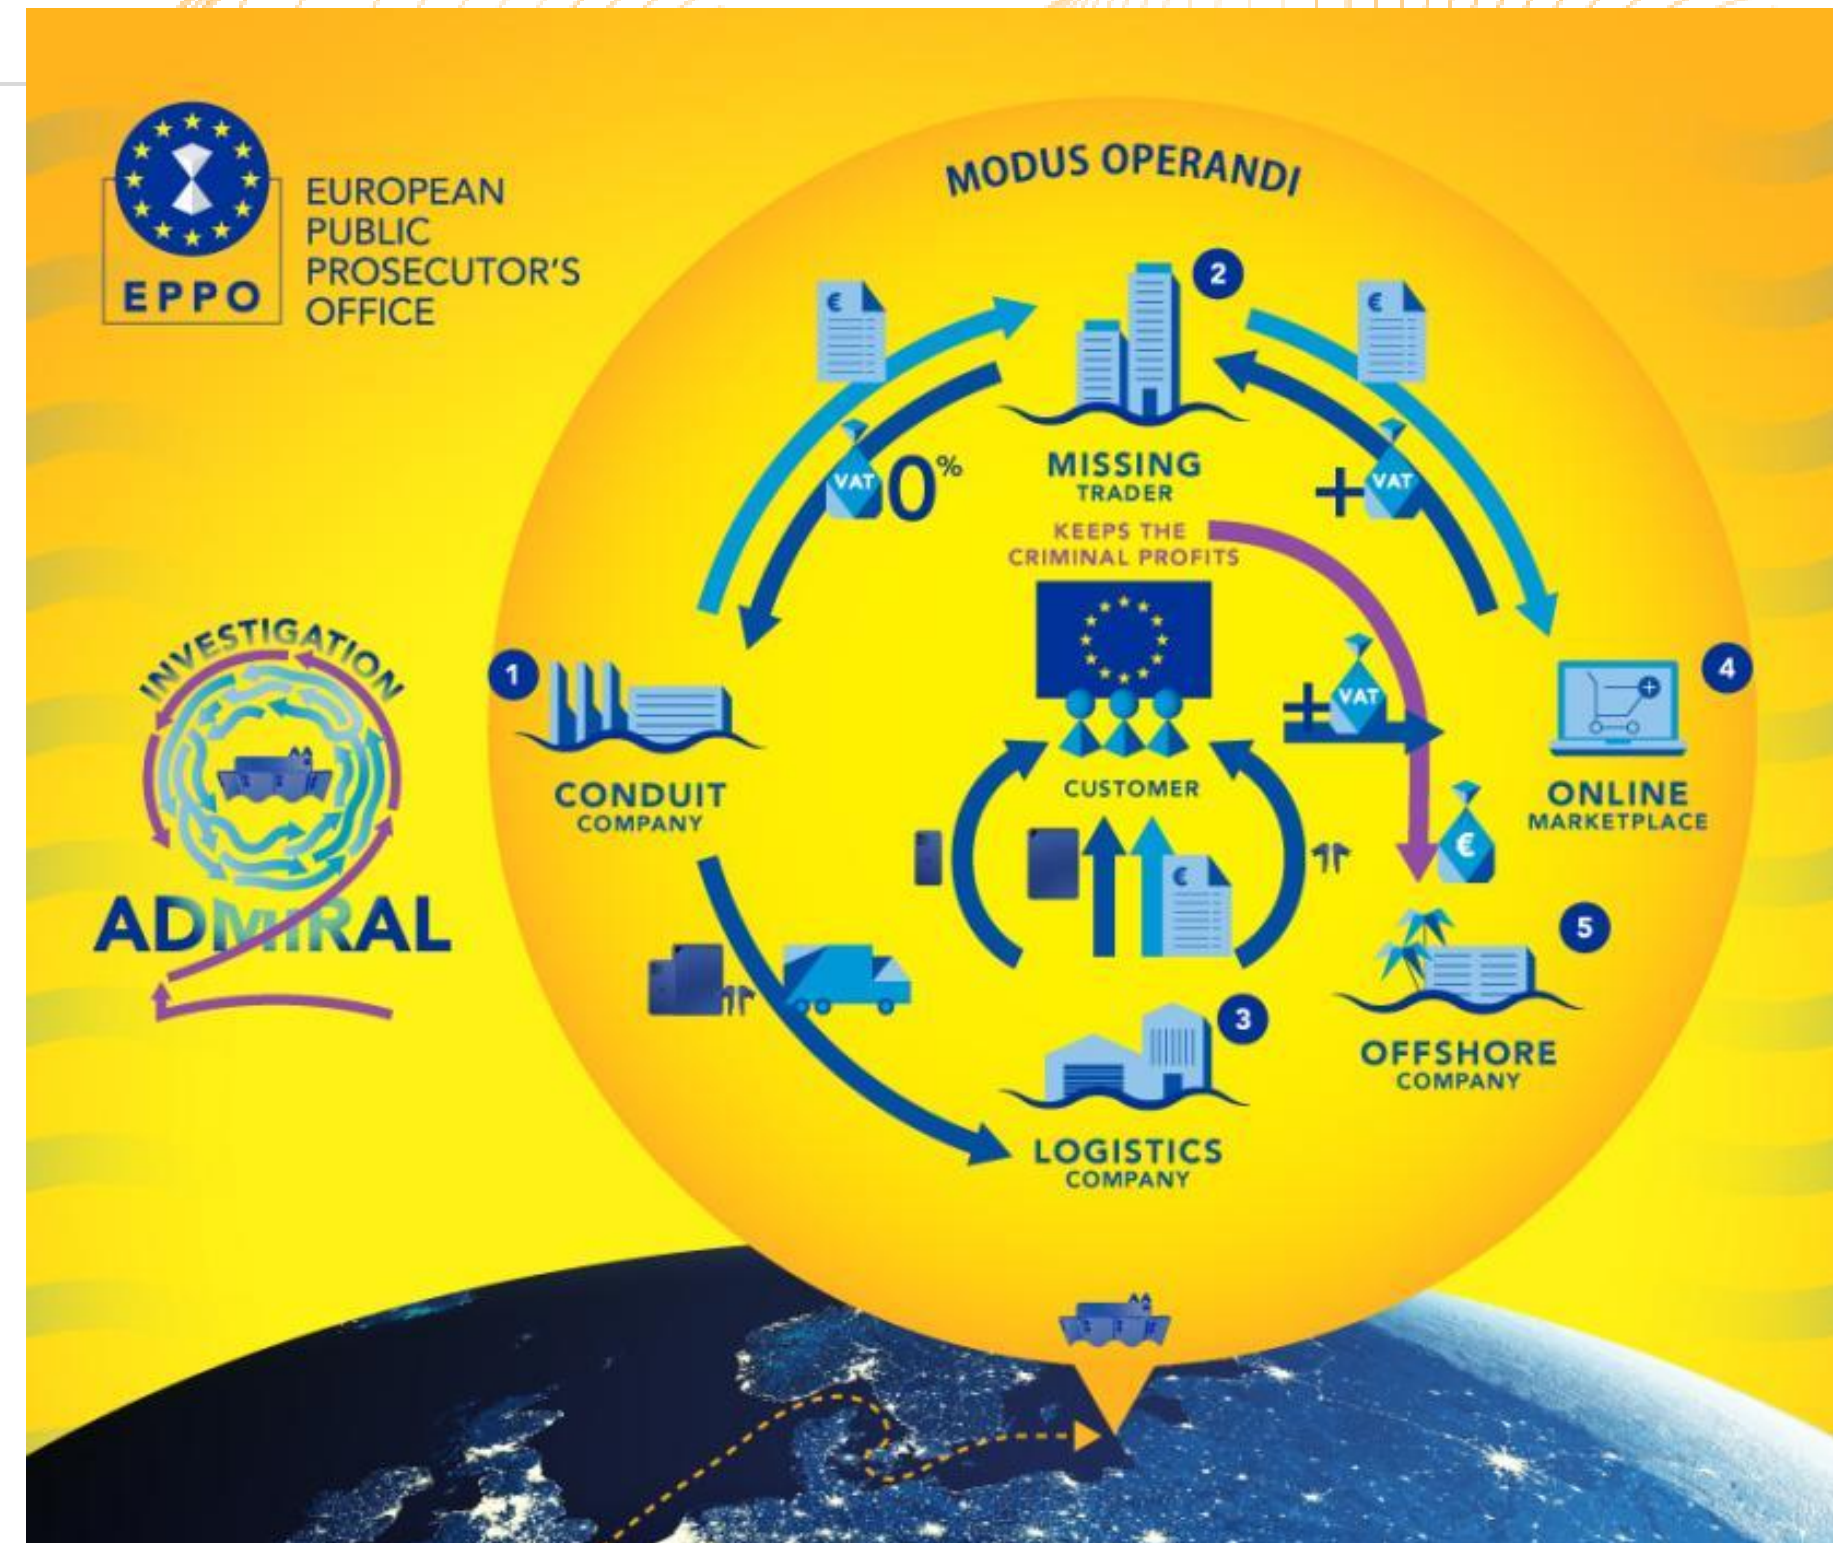 EPPO
EUROPEAN
PUBLIC
PROSECUTOR'S
OFFICE
MODUS OPERANDI
2
€
€
VAT
0%
MISSING
TRADER
+
VAT
KEEPS THE
CRIMINAL PROFITS
INVESTIGATION
ADMIRAL
1
CONDUIT
COMPANY
CUSTOMER
±
VAT
4
ONLINE
MARKETPLACE
€
€
5
OFFSHORE
COMPANY
3
LOGISTICS
COMPANY